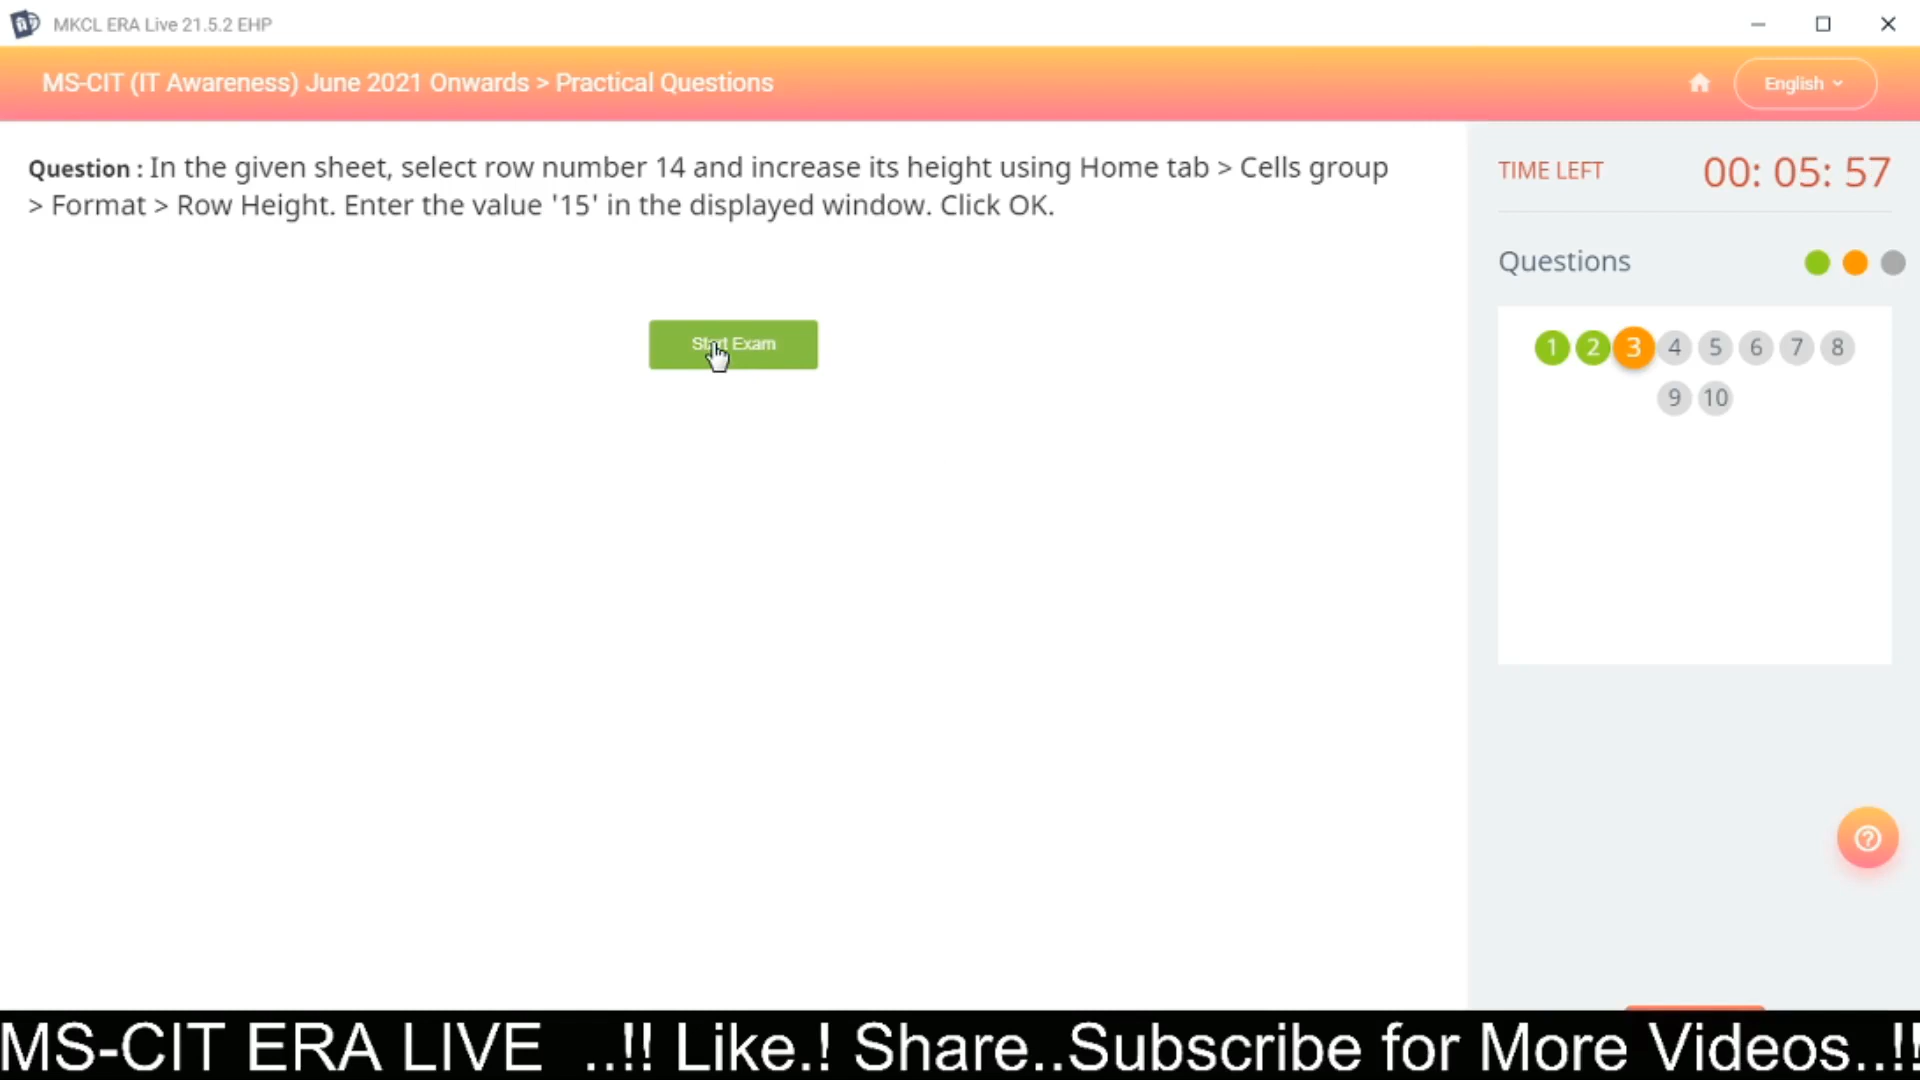 MKCL ERA Live 21.5.2 EHP
MS-CIT (IT Awareness) June 2021 Onwards > Practical Questions
English
Question : In the given sheet, select row number 14 and increase its height using Home tab > Cells group
> Format > Row Height. Enter the value '15' in the displayed window. Click OK.
Start Exam
TIME LEFT 00: 05: 57
Questions
1 2 3 4 5 6 7 8
9 10
MS-CIT ERA LIVE ..!! Like.! Share..Subscribe for More Videos..!!